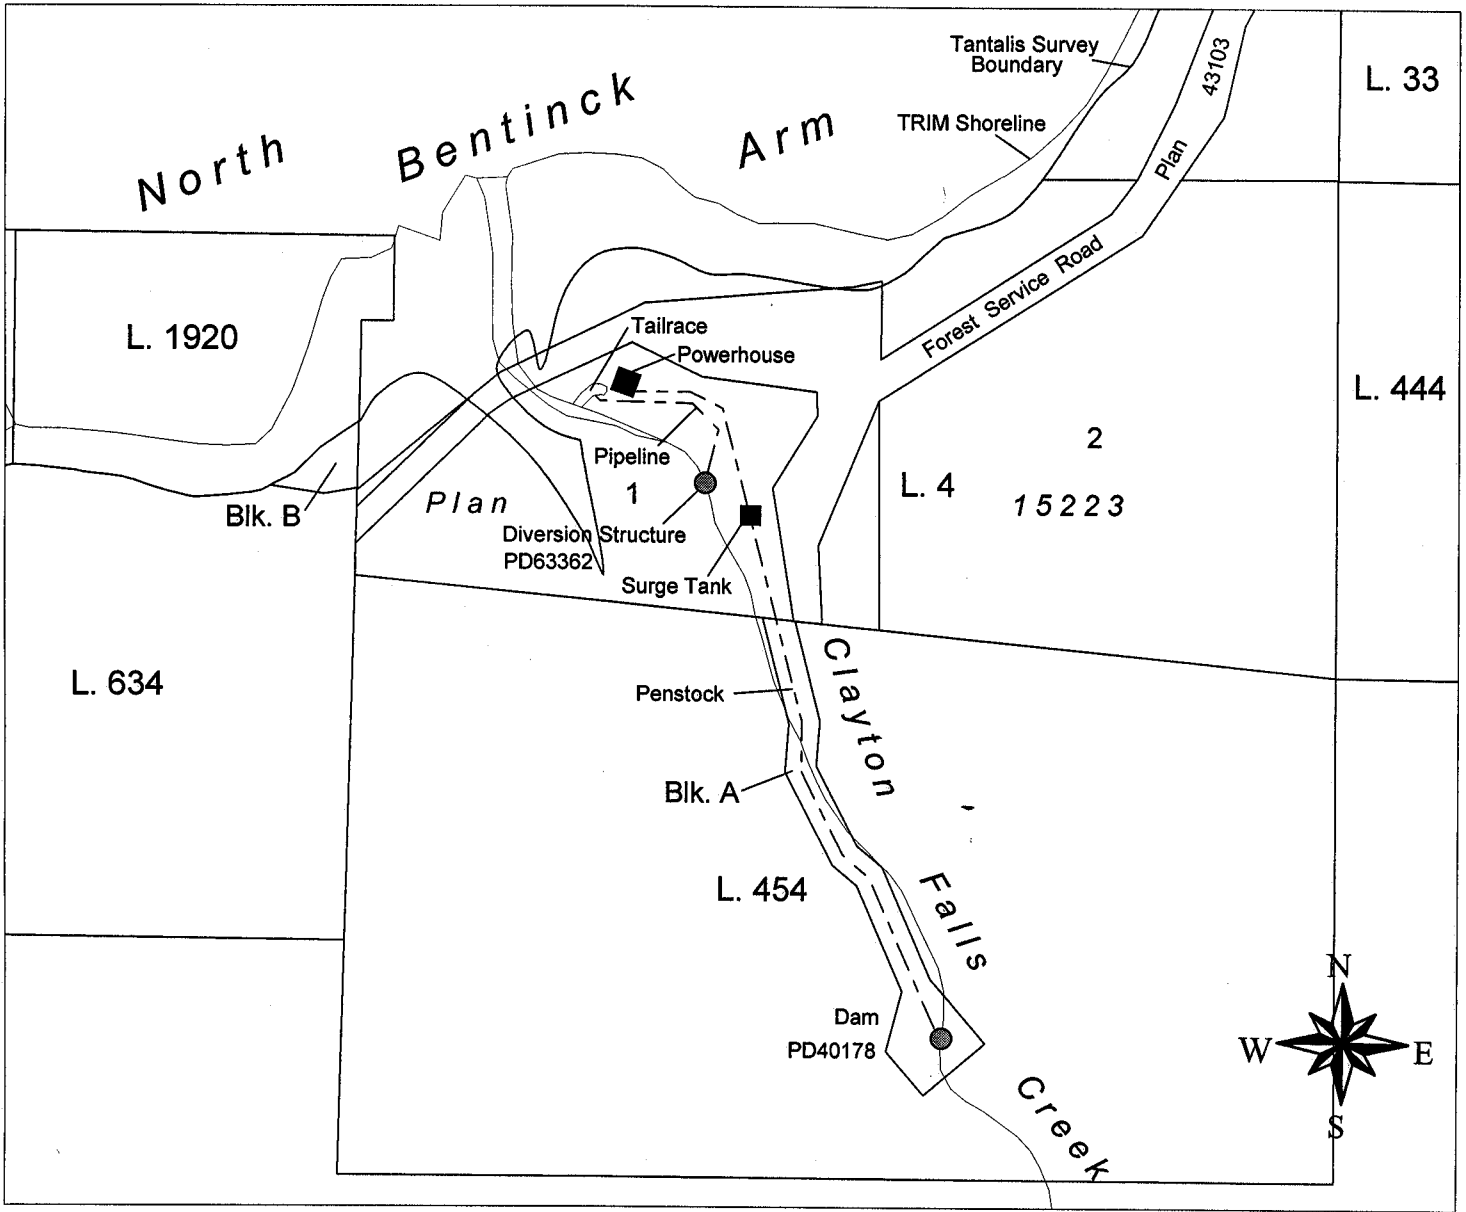 Tantalis Survey
Boundary
L. 33
43103
North Bentinck Arm
TRIM Shoreline
Plan
Forest Service Road
L. 1920
Tailrace
Powerhouse
L. 444
2
Pipeline
1
L. 4
Plan
15223
Blk. B
Diversion Structure
PD63362
Surge Tank
L. 634
Penstock
Clayton
Blk. A
L. 454
Falls
N
Dam
W
E
PD40178
Creek
S